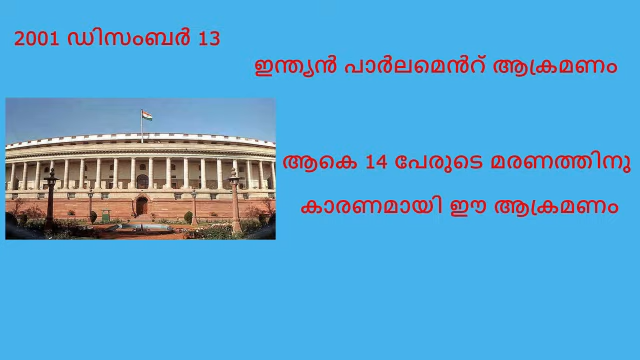 2001 ഡിസംബർ 13
ഇന്ത്യൻ പാർലമെൻറ് ആക്രമണം
ആകെ 14 പേരുടെ മരണത്തിനു
കാരണമായി ഈ ആക്രമണം